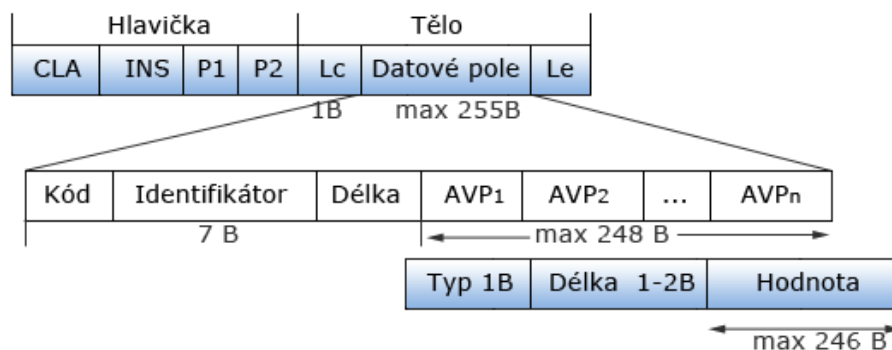 Hlavička Tělo
CLA INS P1 P2 Lc Datové pole Le
1B max 255B
Kód Identifikátor Délka AVP1 AVP2 ... AVPn
7 B max 248 B
Typ 1B Délka 1-2B Hodnota
max 246 B